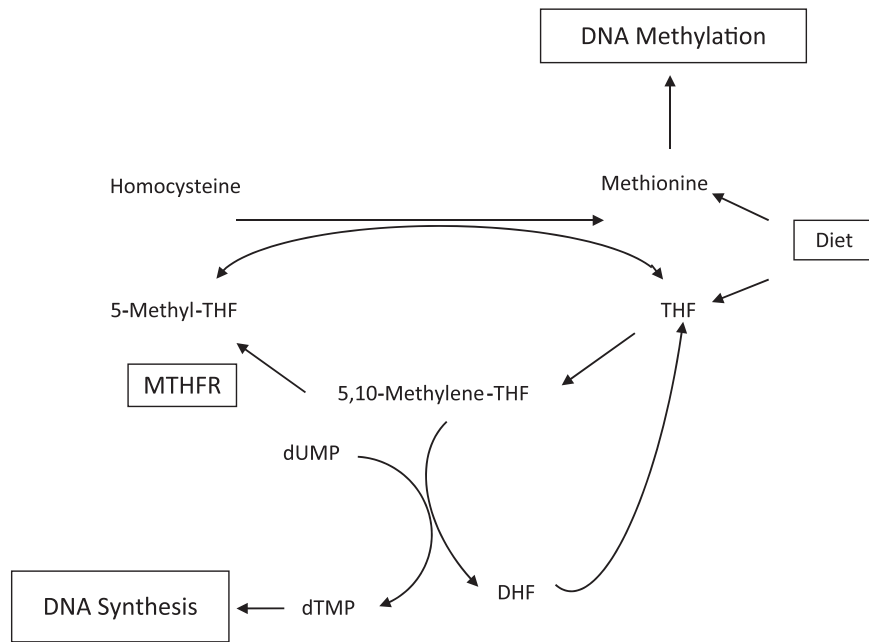 DNA Methylation
Homocysteine
Methionine
Diet
5-Methyl-THF
THF
MTHFR
5,10-Methylene-THF
dUMP
DNA Synthesis
dTMP
DHF